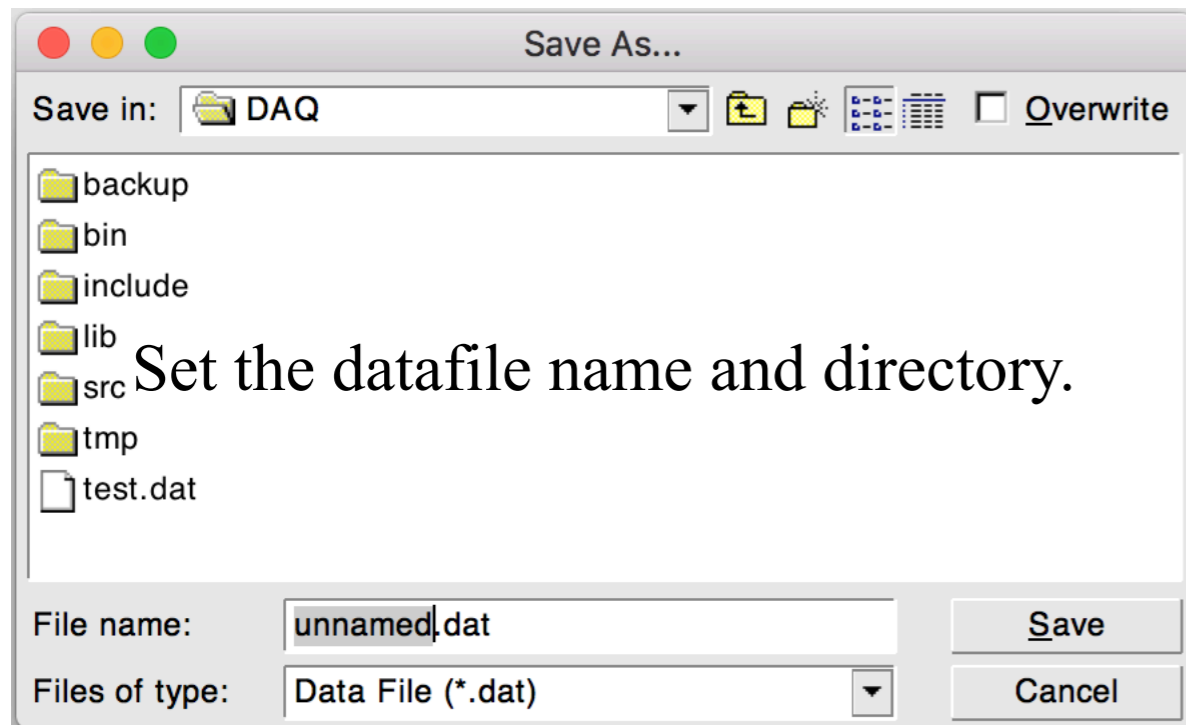 Save As...
Save in: DAQ Overwrite
backup
bin
include
lib
Set the datafile name and directory.
src
tmp
test.dat
File name: unnamed.dat Save
Files of type: Data File (*.dat) Cancel